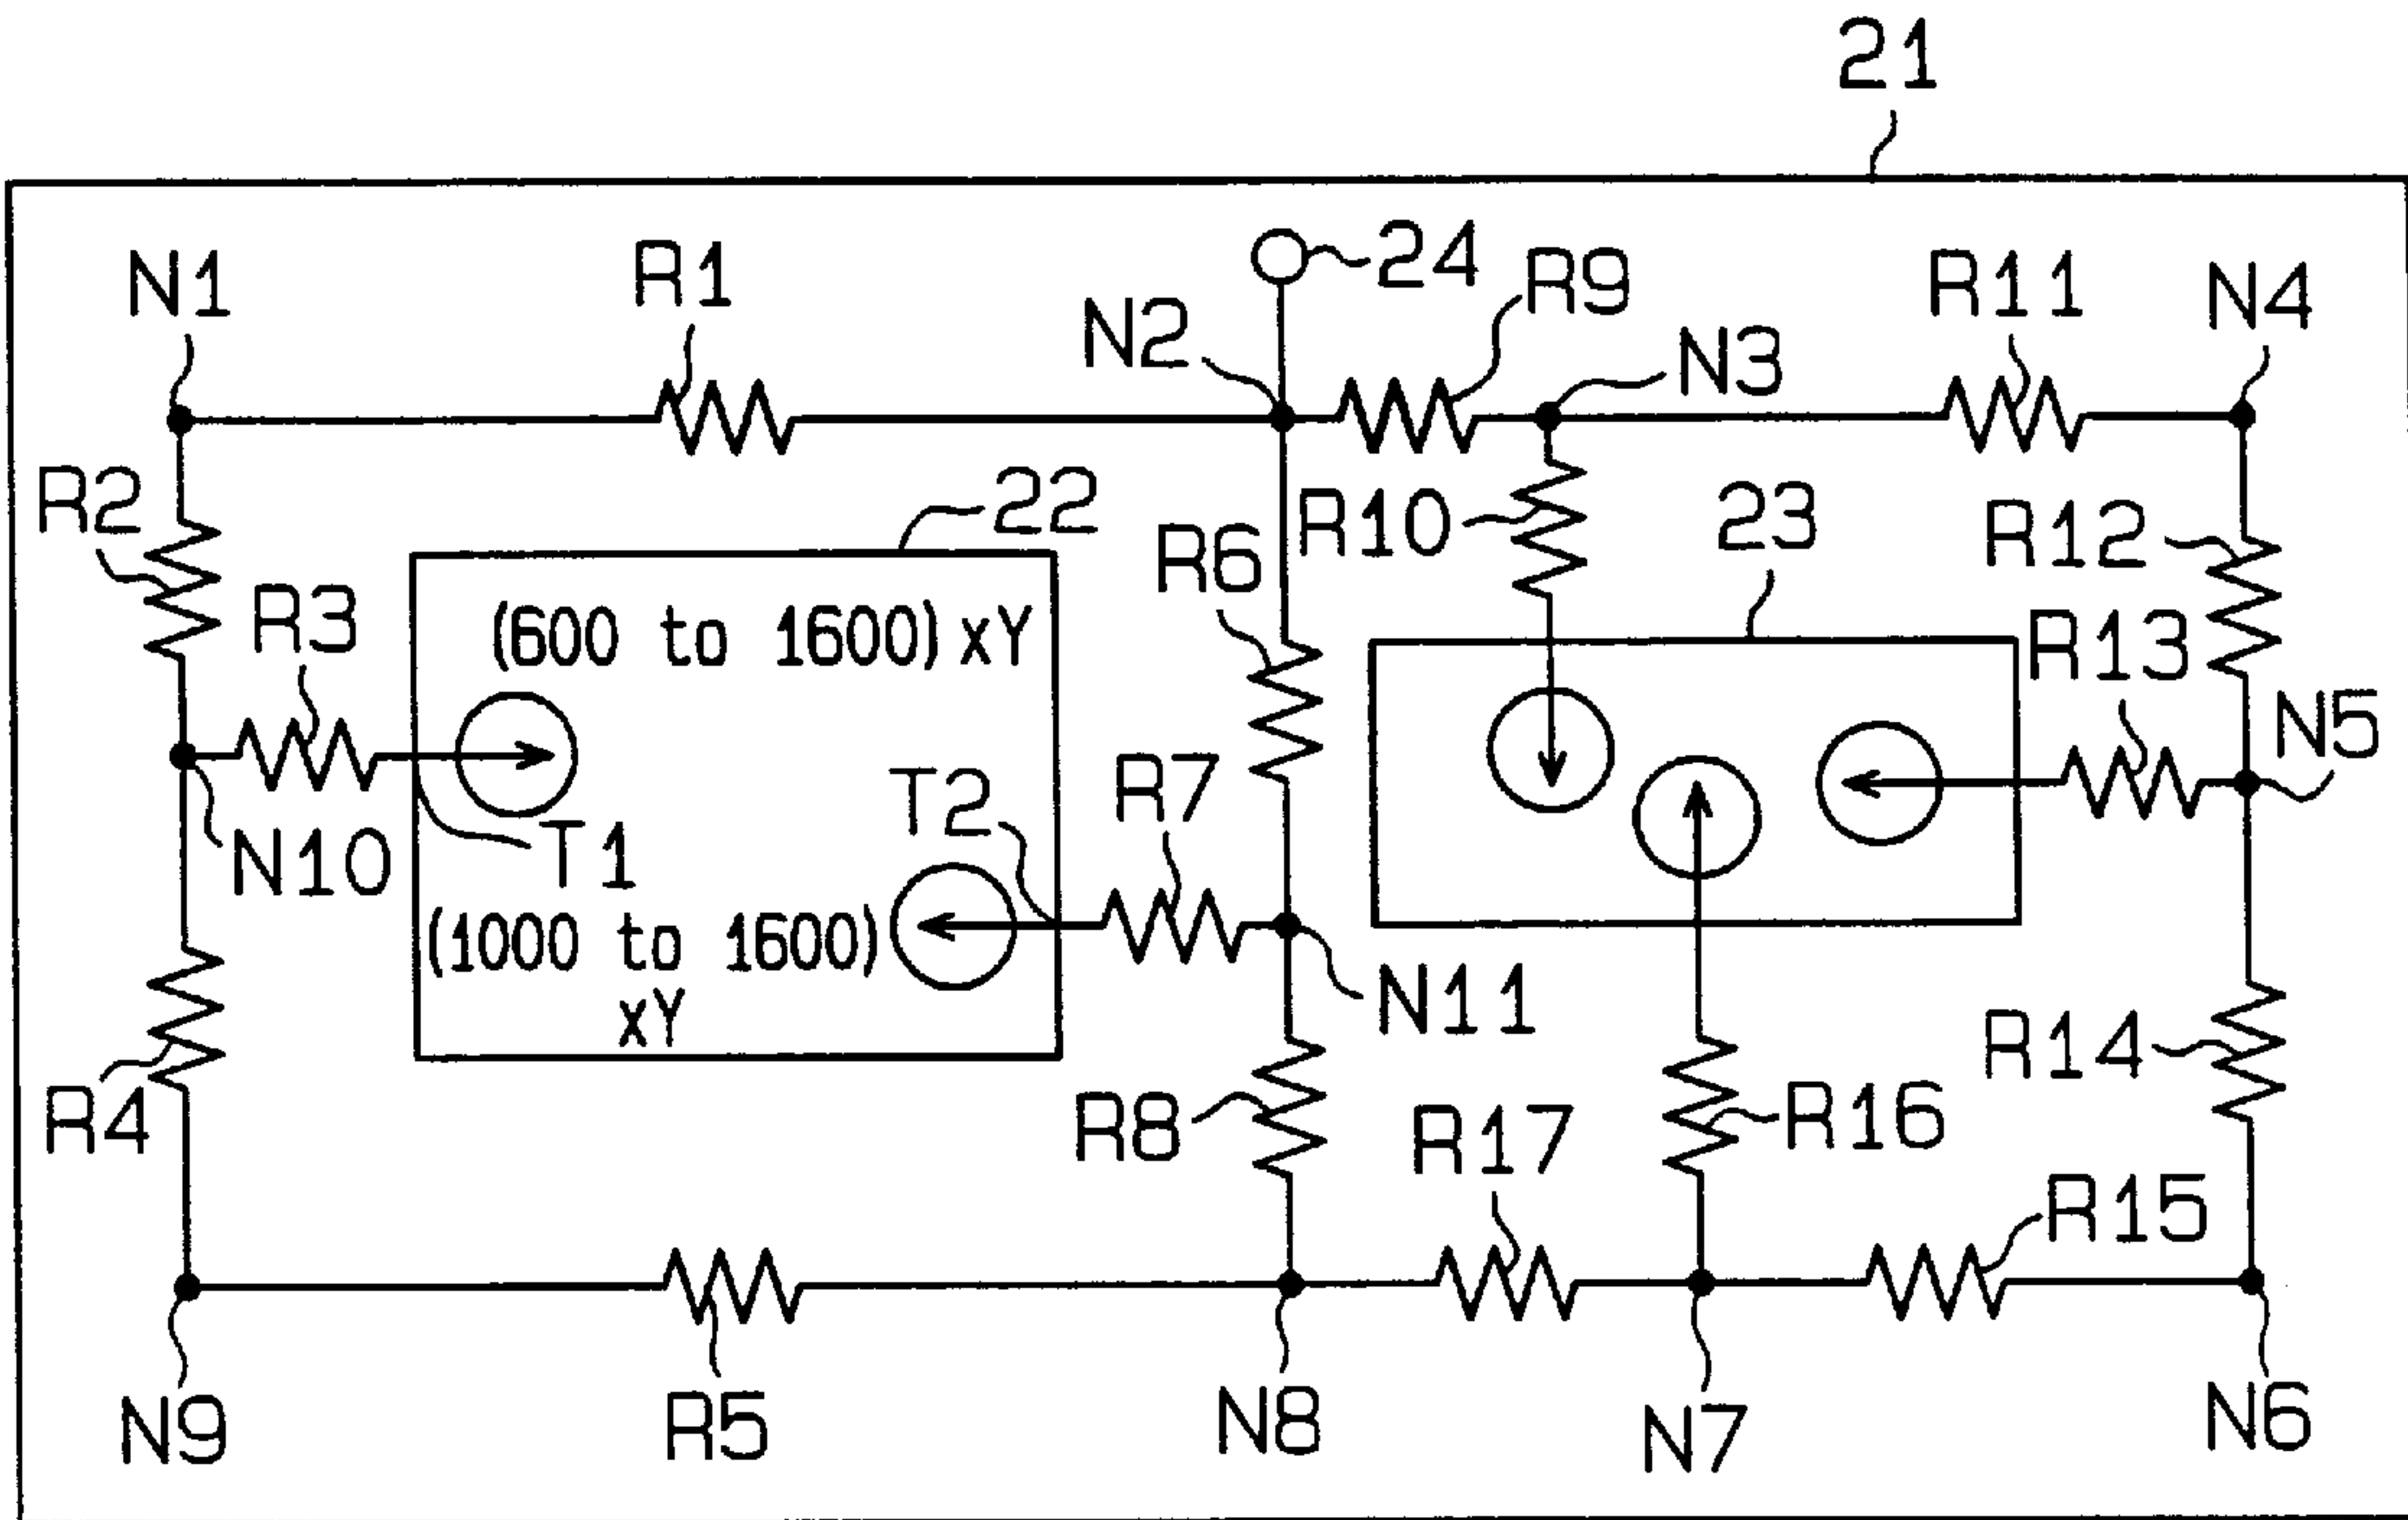 21
24
N1
R1
N2
R9
N3
R11
N4
R2
22
R6
R10
23
R12
R3
(600 to 1600) xY
R13
N5
T2
R7
N10
T1
(1000 to 1600)
xY
N11
R14
R4
R8
R17
R16
R15
N9
R5
N8
N7
N6